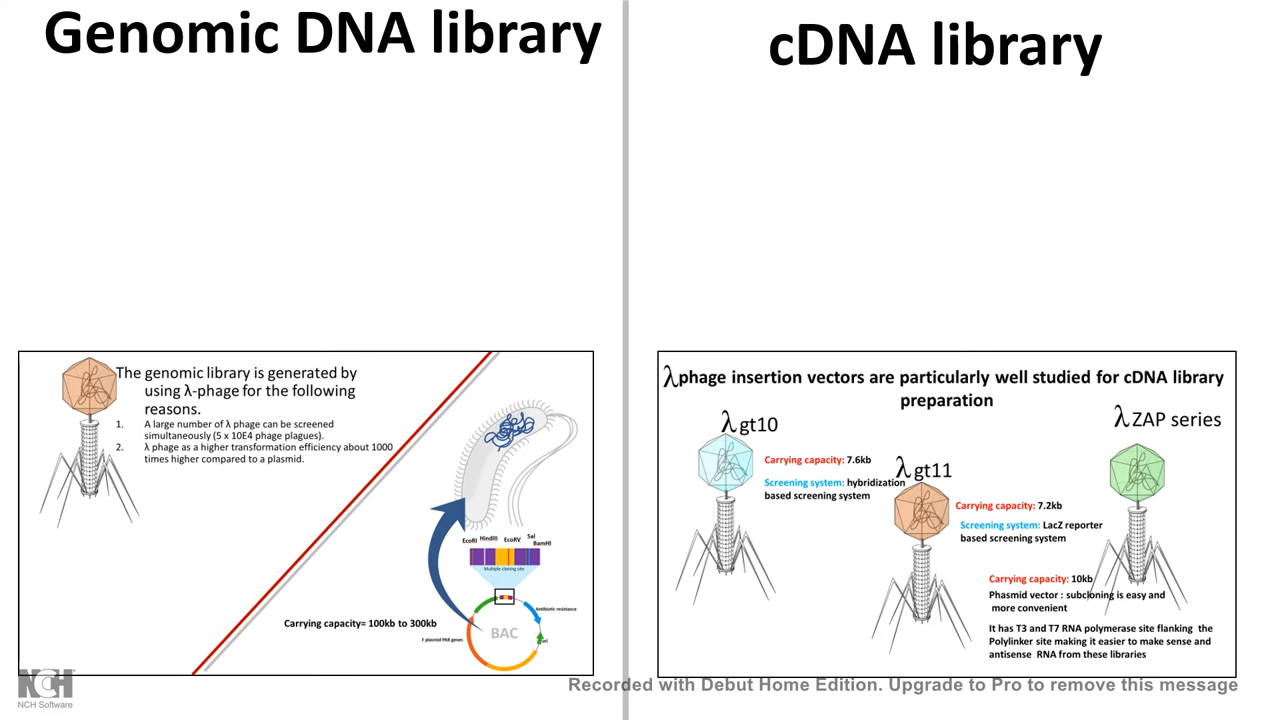 Genomic DNA library
The genomic library is generated by
using λ-phage for the following
reasons.
1. A large number of λ phage can be screened
simultaneously (5 x 10E4 phage plagues).
2. λ phage as a higher transformation efficiency about 1000
times higher compared to a plasmid.
EcoRI HindIII EcoRV Sal
BamHI
Multiple cloning site
Antibiotic resistance
Carrying capacity= 100kb to 300kb
BAC
ori
F plasmid PAR genes
NCH
NCH Software
cDNA library
λphage insertion vectors are particularly well studied for cDNA library
preparation
λgt10
Carrying capacity: 7.6kb
Screening system: hybridization
based screening system
λgt11
Carrying capacity: 7.2kb
Screening system: LacZ reporter
based screening system
λZAP series
Carrying capacity: 10kb
Phasmid vector : subcloning is easy and
more convenient
It has T3 and T7 RNA polymerase site flanking the
Polylinker site making it easier to make sense and
antisense RNA from these libraries
Recorded with Debut Home Edition. Upgrade to Pro to remove this message